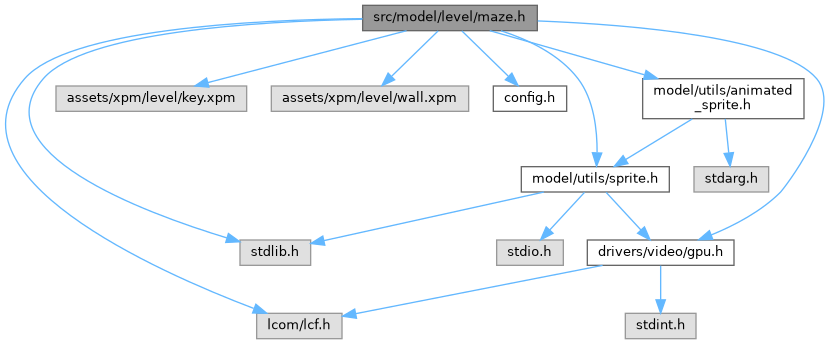 src/model/level/maze.h
assets/xpm/level/key.xpm
assets/xpm/level/wall.xpm
config.h
model/utils/animated
_sprite.h
model/utils/sprite.h
stdarg.h
stdlib.h
stdio.h
drivers/video/gpu.h
lcom/lcf.h
stdint.h